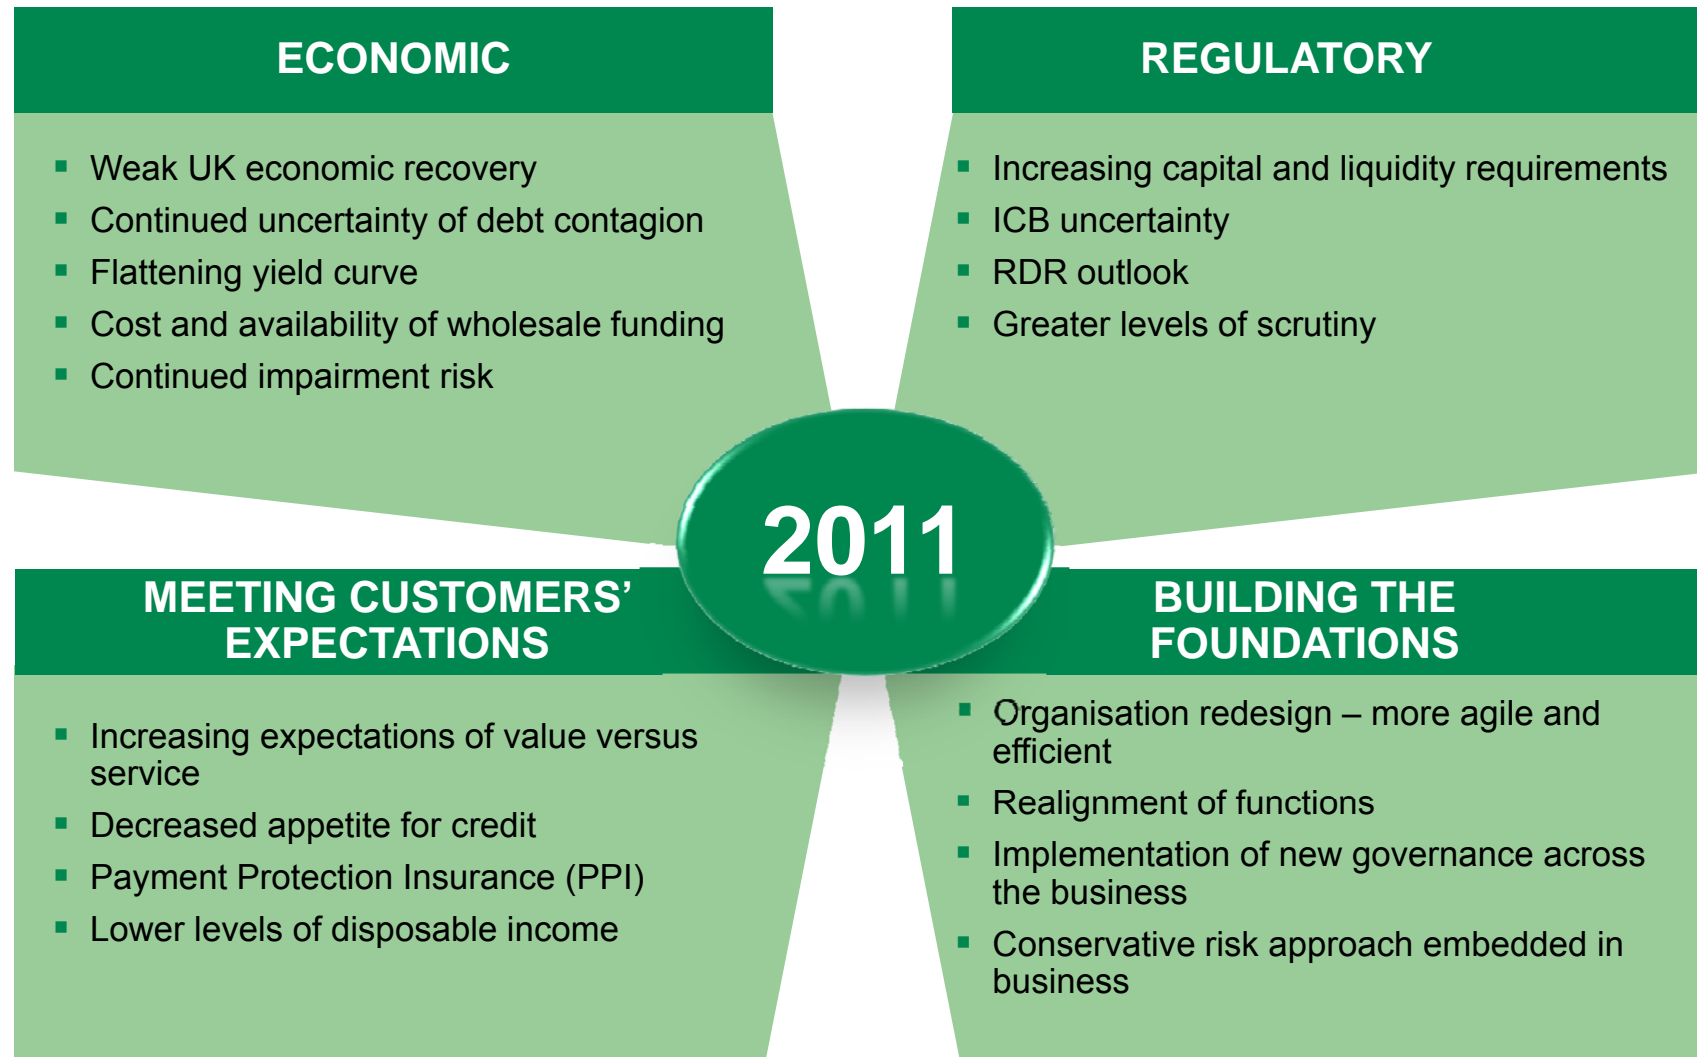 ECONOMIC
▪ Weak UK economic recovery
▪ Continued uncertainty of debt contagion
▪ Flattening yield curve
▪ Cost and availability of wholesale funding
▪ Continued impairment risk
REGULATORY
▪ Increasing capital and liquidity requirements
▪ ICB uncertainty
▪ RDR outlook
▪ Greater levels of scrutiny
2011
MEETING CUSTOMERS’
EXPECTATIONS
▪ Increasing expectations of value versus
service
▪ Decreased appetite for credit
▪ Payment Protection Insurance (PPI)
▪ Lower levels of disposable income
BUILDING THE
FOUNDATIONS
▪ Organisation redesign – more agile and
efficient
▪ Realignment of functions
▪ Implementation of new governance across
the business
▪ Conservative risk approach embedded in
business